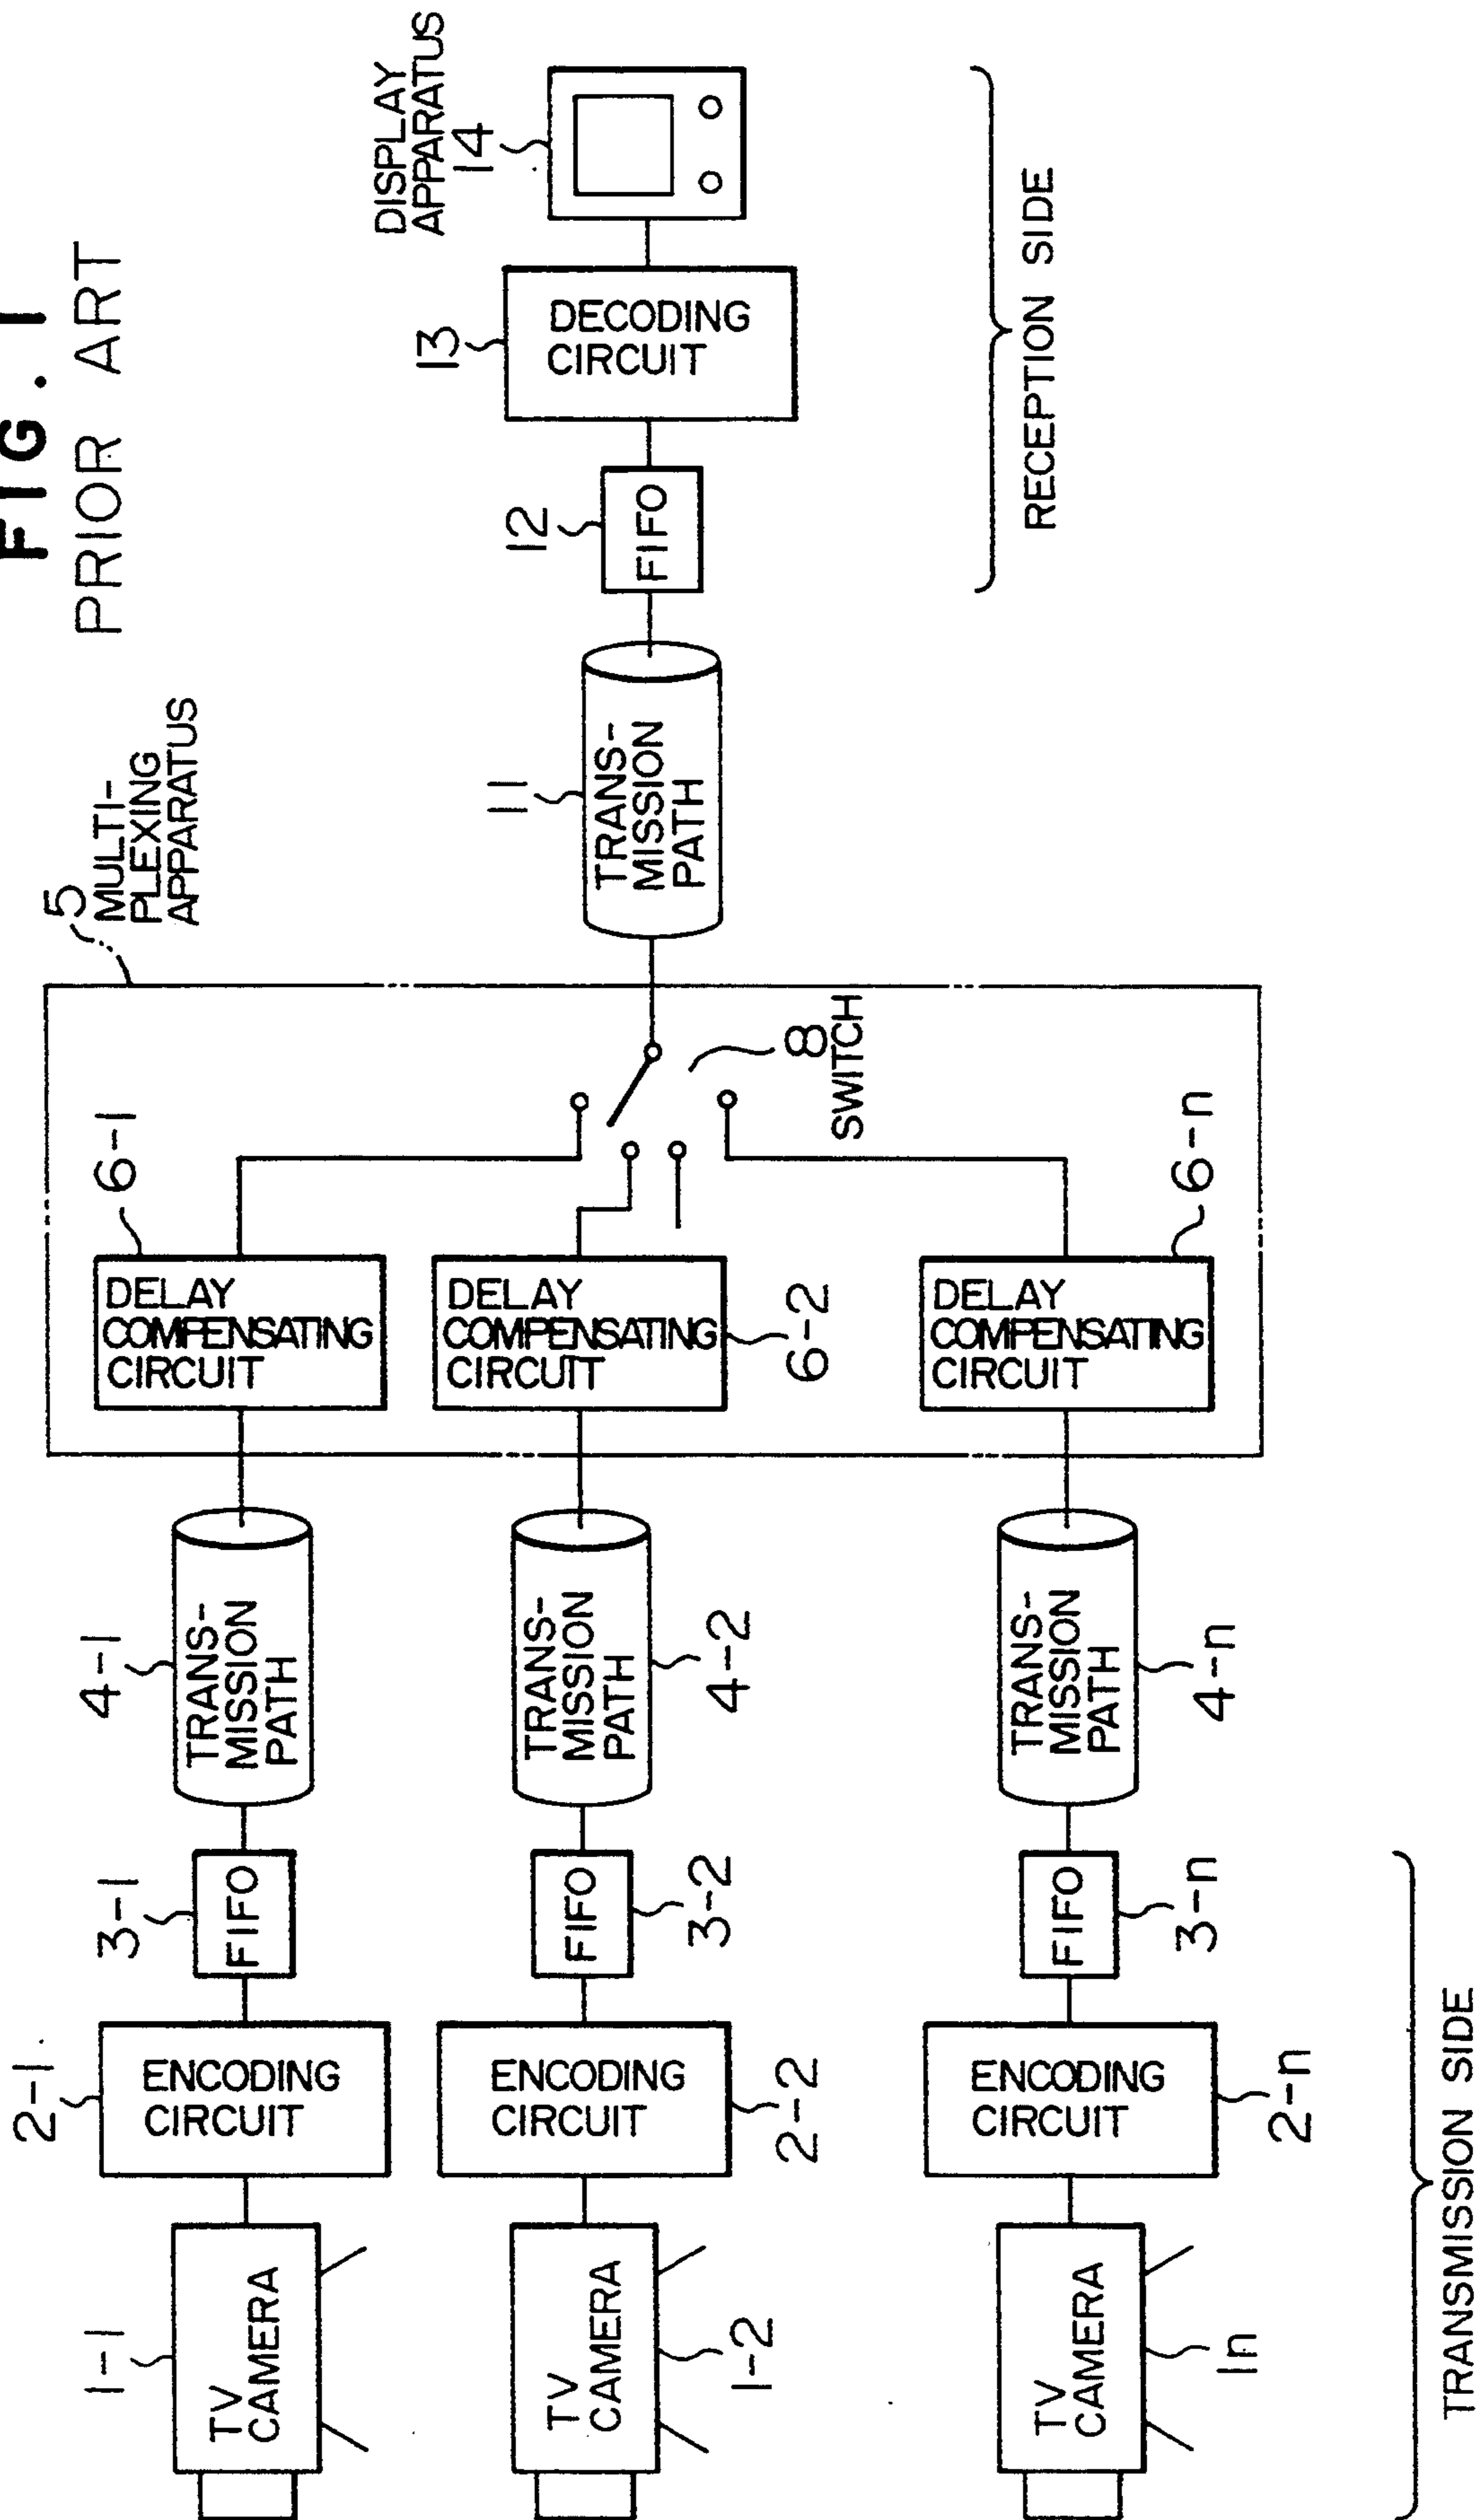 FIG. 1
PRIOR ART
1-1
TV
CAMERA
2-1
ENCODING
CIRCUIT
3-1
FIFO
4-1
TRANS-
MISSION
PATH
5
MULTI-
PLEXING
APPARATUS
6-1
DELAY
COMPENSATING
CIRCUIT
1-2
TV
CAMERA
2-2
ENCODING
CIRCUIT
3-2
FIFO
4-2
TRANS-
MISSION
PATH
6-2
DELAY
COMPENSATING
CIRCUIT
8
SWITCH
11
TRANS-
MISSION
PATH
12
FIFO
13
DECODING
CIRCUIT
DISPLAY
APPARATUS
14
1n
TV
CAMERA
2-n
ENCODING
CIRCUIT
3-n
FIFO
4-n
TRANS-
MISSION
PATH
6-n
DELAY
COMPENSATING
CIRCUIT
TRANSMISSION SIDE
RECEPTION SIDE